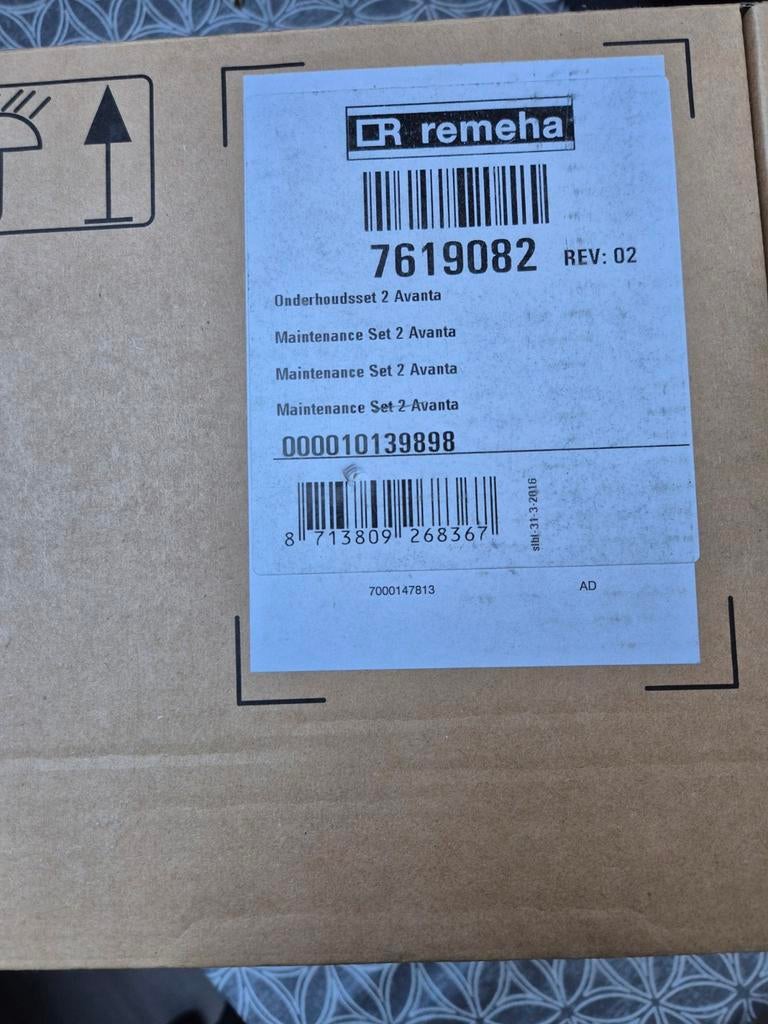 remeha
7619082 REV: 02
Onderhoudsset 2 Avanta
Maintenance Set 2 Avanta
Maintenance Set 2 Avanta
Maintenance Set 2 Avanta
000010139898
8 713809 268367
slbl: 31-3-2016
7000147813 AD